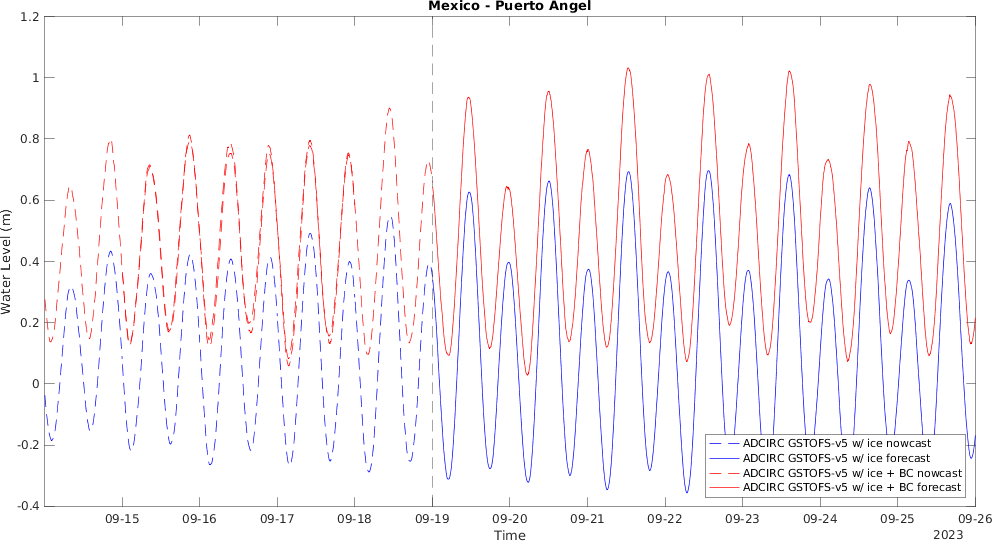 Mexico - Puerto Angel
Water Level (m)
1.2
1
0.8
0.6
0.4
0.2
0
-0.2
-0.4
ADCIRC GSTOFS-v5 w/ ice nowcast
ADCIRC GSTOFS-v5 w/ ice forecast
ADCIRC GSTOFS-v5 w/ ice + BC nowcast
ADCIRC GSTOFS-v5 w/ ice + BC forecast
09-15 09-16 09-17 09-18 09-19 09-20 09-21 09-22 09-23 09-24 09-25 09-26
Time
2023